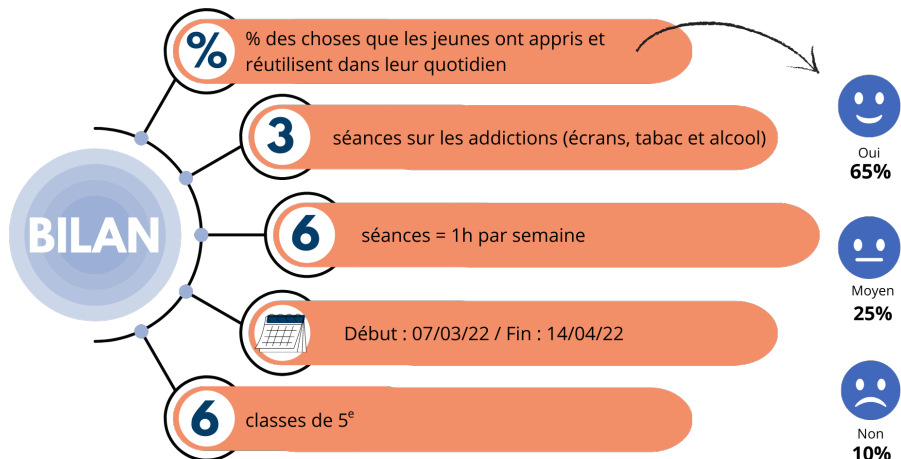 BILAN
%
% des choses que les jeunes ont appris et
réutilisent dans leur quotidien
3
séances sur les addictions (écrans, tabac et alcool)
6
séances = 1h par semaine
Début : 07/03/22 / Fin : 14/04/22
6
classes de 5e
Oui
65%
Moyen
25%
Non
10%